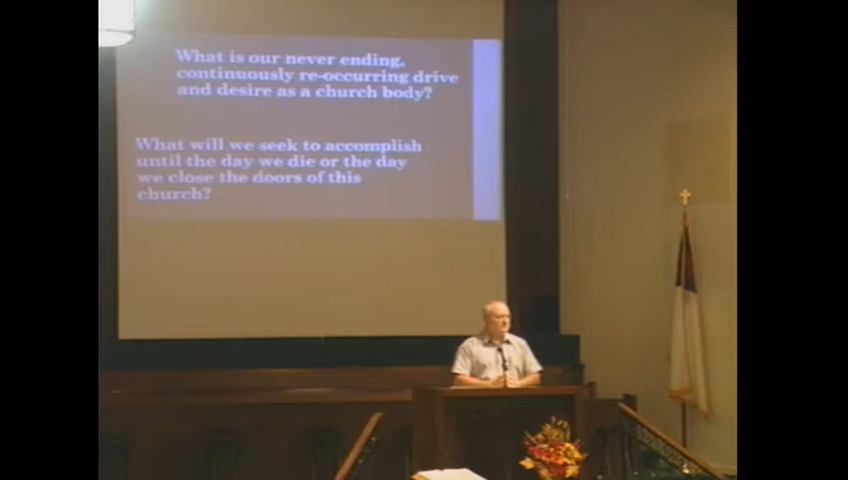 What is our never ending,
continuously re-occurring drive
and desire as a church body?
What will we seek to accomplish
until the day we die or the day
we close the doors of this
church?